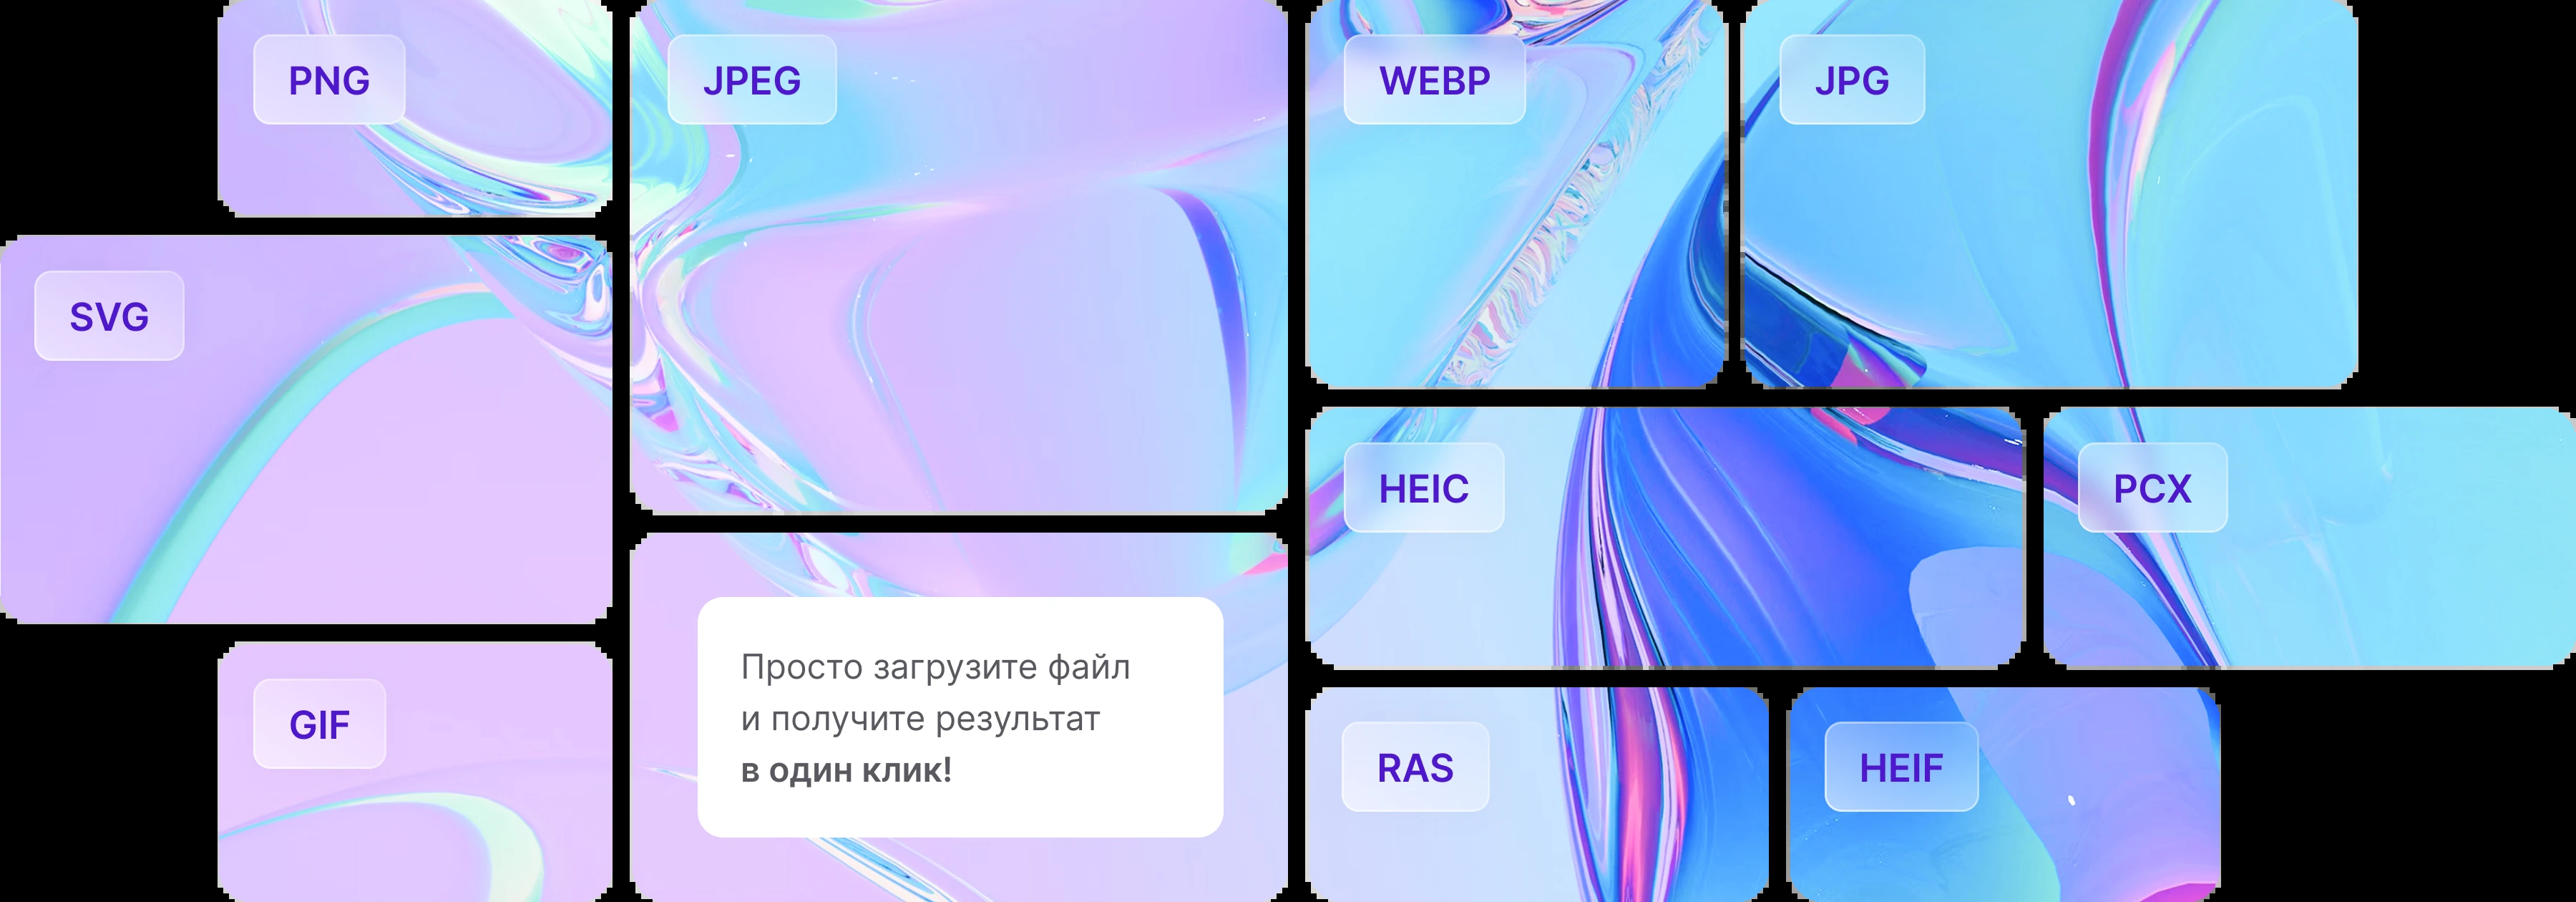 PNG
JPEG
WEBP
JPG
SVG
HEIC
PCX
GIF
Просто загрузите файл
и получите результат
в один клик!
RAS
HEIF